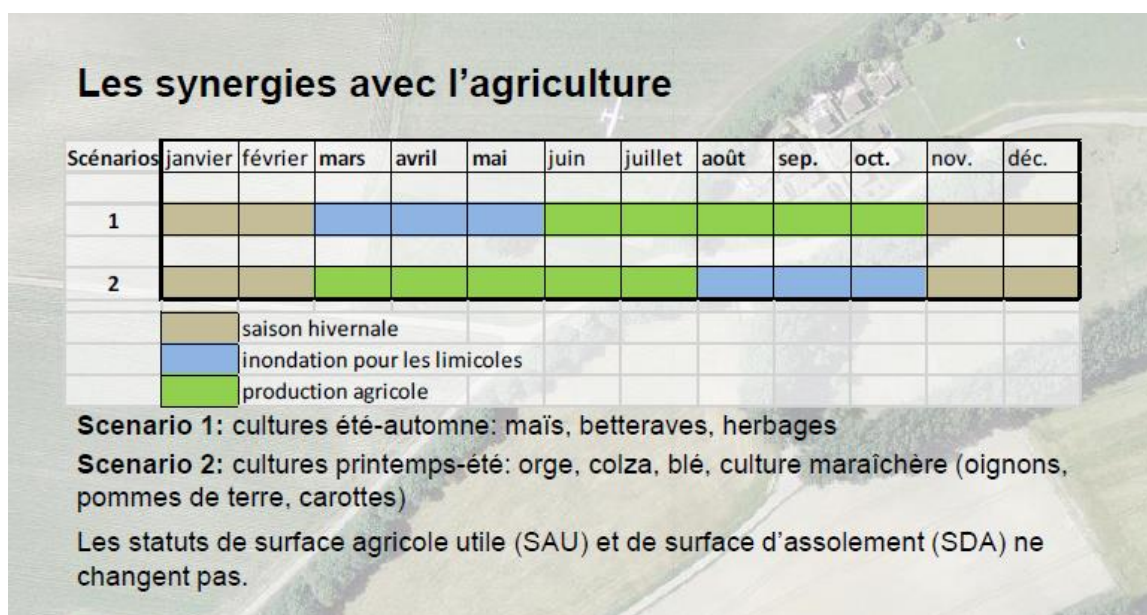 Les synergies avec l'agriculture
Scénarios janvier février mars avril mai juin juillet août sep. oct. nov. déc.
1
2
saison hivernale
inondation pour les limicoles
production agricole
Scenario 1: cultures été-automne: maïs, betteraves, herbages
Scenario 2: cultures printemps-été: orge, colza, blé, culture maraîchère (oignons,
pommes de terre, carottes)
Les statuts de surface agricole utile (SAU) et de surface d'assolement (SDA) ne
changent pas.